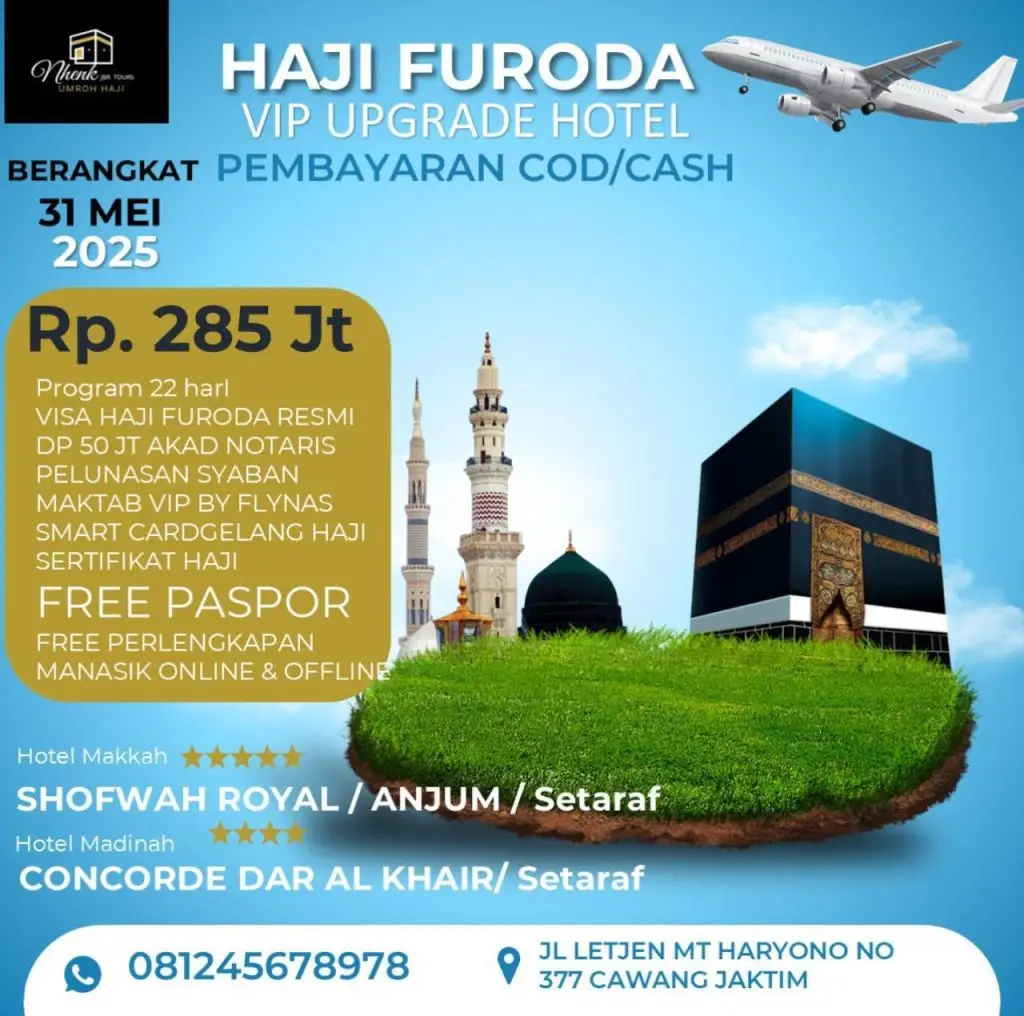 Nhenk JBR TOURS
UMROH HAJI
HAJI FURODA
VIP UPGRADE HOTEL
PEMBAYARAN COD/CASH
BERANGKAT
31 MEI
2025
Rp. 285 Jt
Program 22 harI
VISA HAJI FURODA RESMI
DP 50 JT AKAD NOTARIS
PELUNASAN SYABAN
MAKTAB VIP BY FLYNAS
SMART CARDGELANG HAJI
SERTIFIKAT HAJI
FREE PASPOR
FREE PERLENGKAPAN
MANASIK ONLINE & OFFLINE
Hotel Makkah
SHOFWAH ROYAL / ANJUM / Setaraf
Hotel Madinah
CONCORDE DAR AL KHAIR/ Setaraf
081245678978
JL LETJEN MT HARYONO NO
377 CAWANG JAKTIM